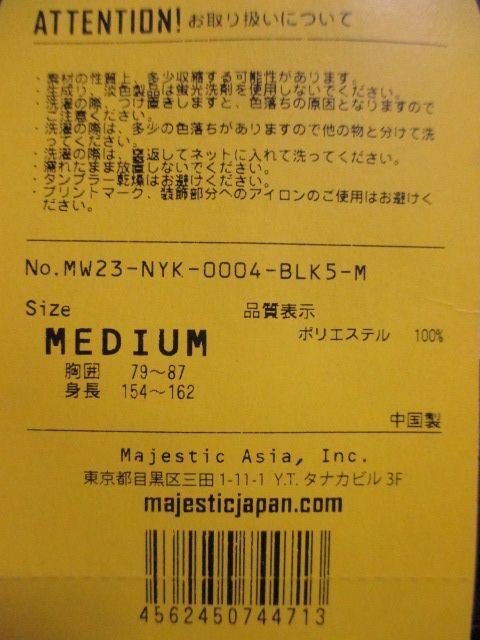 ATTENTION! お取り扱いについて
・素材の性質上、多少収縮する可能性があります。
・生成り、淡色製品は蛍光洗剤を使用しないでください。
・洗濯の際、つけ置きしますと、色落ちの原因となりますので
ご注意ください。
・洗濯の際は、多少の色落ちがありますので他の物と分けて洗
ってください。
・洗濯の際は、裏返してネットに入れて洗ってください。
・濡れたまま放置しないでください。
・タンブラー乾燥はお避けください。
・プリントマーク、装飾部分へのアイロンのご使用はお避けく
ださい。
No.MW23-NYK-0004-BLK5-M
Size 品質表示
MEDIUM ポリエステル 100%
胸囲 79～87
身長 154～162
中国製
Majestic Asia, Inc.
東京都目黒区三田1-11-1 Y.T. タナカビル 3F
majesticjapan.com
4562450744713